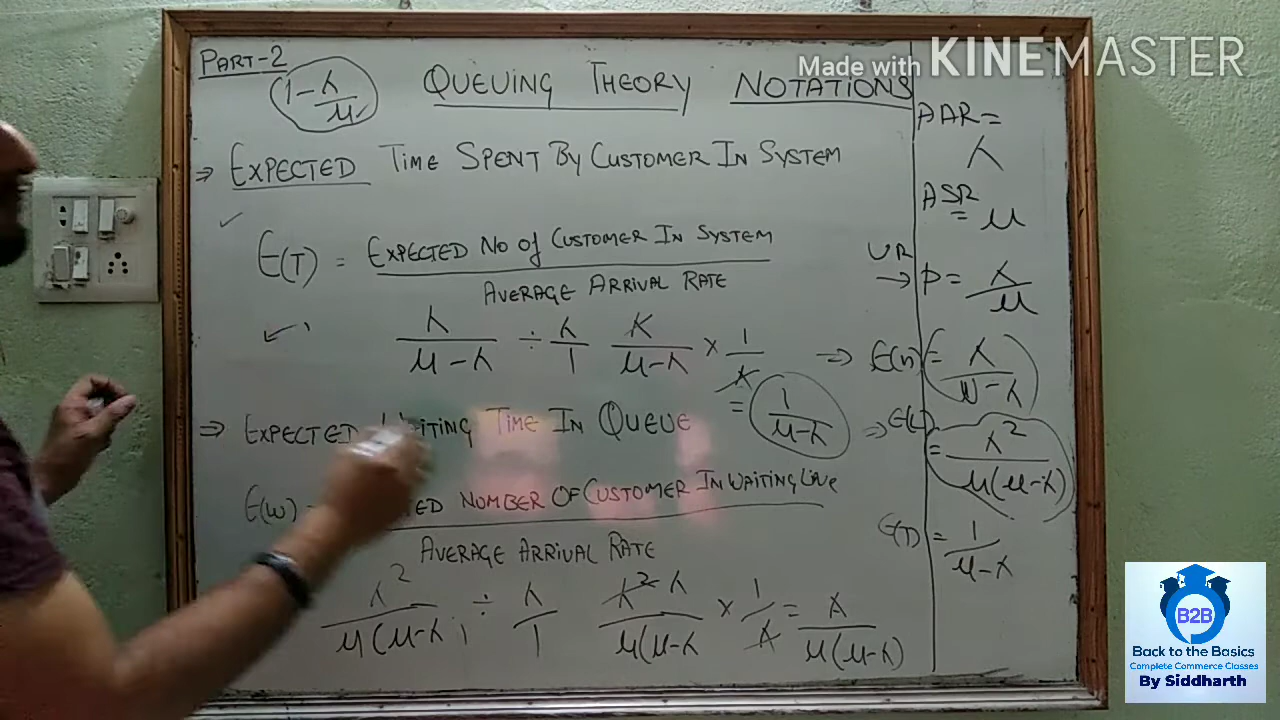 PART-2
1 - λ/μ
QUEUING THEORY NOTATIONS
⇒ EXPECTED TIME SPENT BY CUSTOMER IN SYSTEM
✓ E(T) = EXPECTED NO OF CUSTOMER IN SYSTEM
AVERAGE ARRIVAL RATE
✓ λ/(μ-λ) ÷ λ/1 λ/(μ-λ) × 1/λ
= 1/(μ-λ)
⇒ EXPECTED ITING TIME IN QUEUE
E(W) - ED NUMBER OF CUSTOMER IN WAITING LINE
AVERAGE ARRIVAL RATE
λ²/μ(μ-λ) ÷ λ/1 λ² λ/μ(μ-λ × 1/λ = λ/μ(μ-λ)
AAR =
λ
ASR
= μ
UR
→ P = λ/μ
⇒ E(n) = λ/(μ-λ)
⇒ E(L)
= λ²/μ(μ-λ)
E(T) = 1/(μ-λ)
Made with KINEMASTER
B2B
Back to the Basics
Complete Commerce Classes
By Siddharth